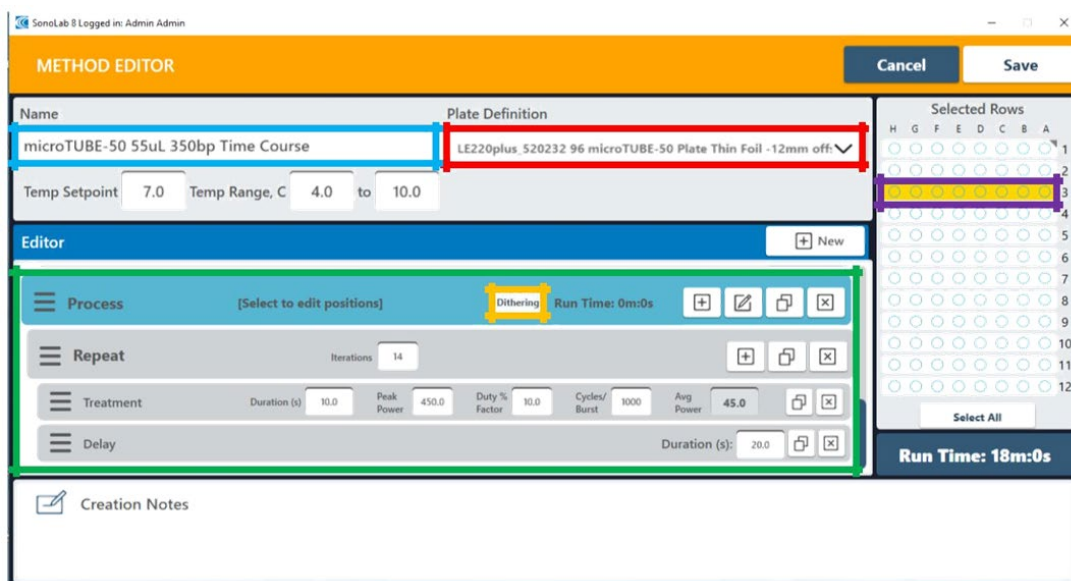 SonoLab 8 Logged in: Admin Admin
METHOD EDITOR
Cancel
Save
Name
Plate Definition
microTUBE-50 55uL 350bp Time Course
LE220plus_520232 96 microTUBE-50 Plate Thin Foil -12mm off:
Temp Setpoint 7.0 Temp Range, C 4.0 to 10.0
Selected Rows
H G F E D C B A
1
2
3
4
5
6
7
8
9
10
11
12
Select All
Run Time: 18m:0s
Editor
New
Process [Select to edit positions] Dithering Run Time: 0m:0s
Repeat Iterations 14
Treatment Duration (s) 10.0 Peak Power 450.0 Duty % Factor 10.0 Cycles/ Burst 1000 Avg Power 45.0
Delay Duration (s): 20.0
Creation Notes